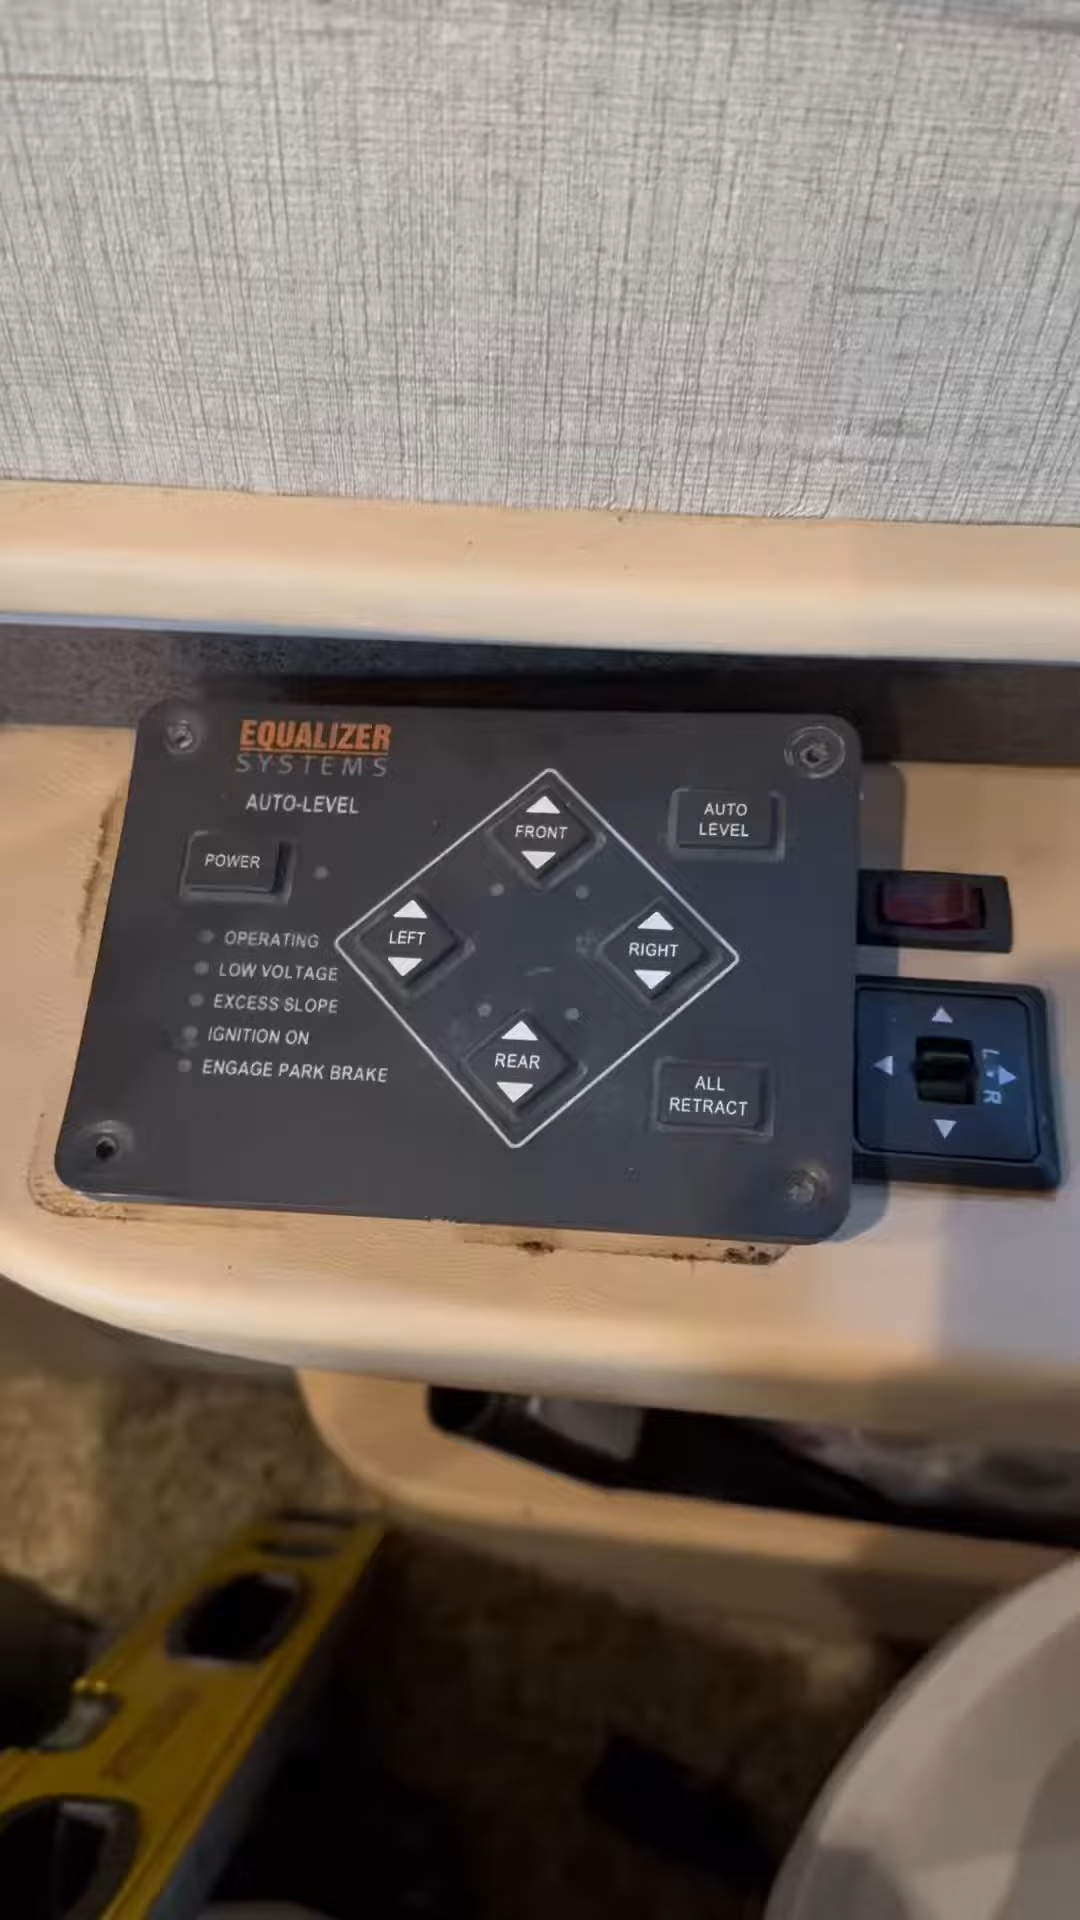 EQUALIZER
SYSTEMS
AUTO-LEVEL
POWER
OPERATING
LOW VOLTAGE
EXCESS SLOPE
IGNITION ON
ENGAGE PARK BRAKE
FRONT
LEFT
RIGHT
REAR
AUTO
LEVEL
ALL
RETRACT
L
R